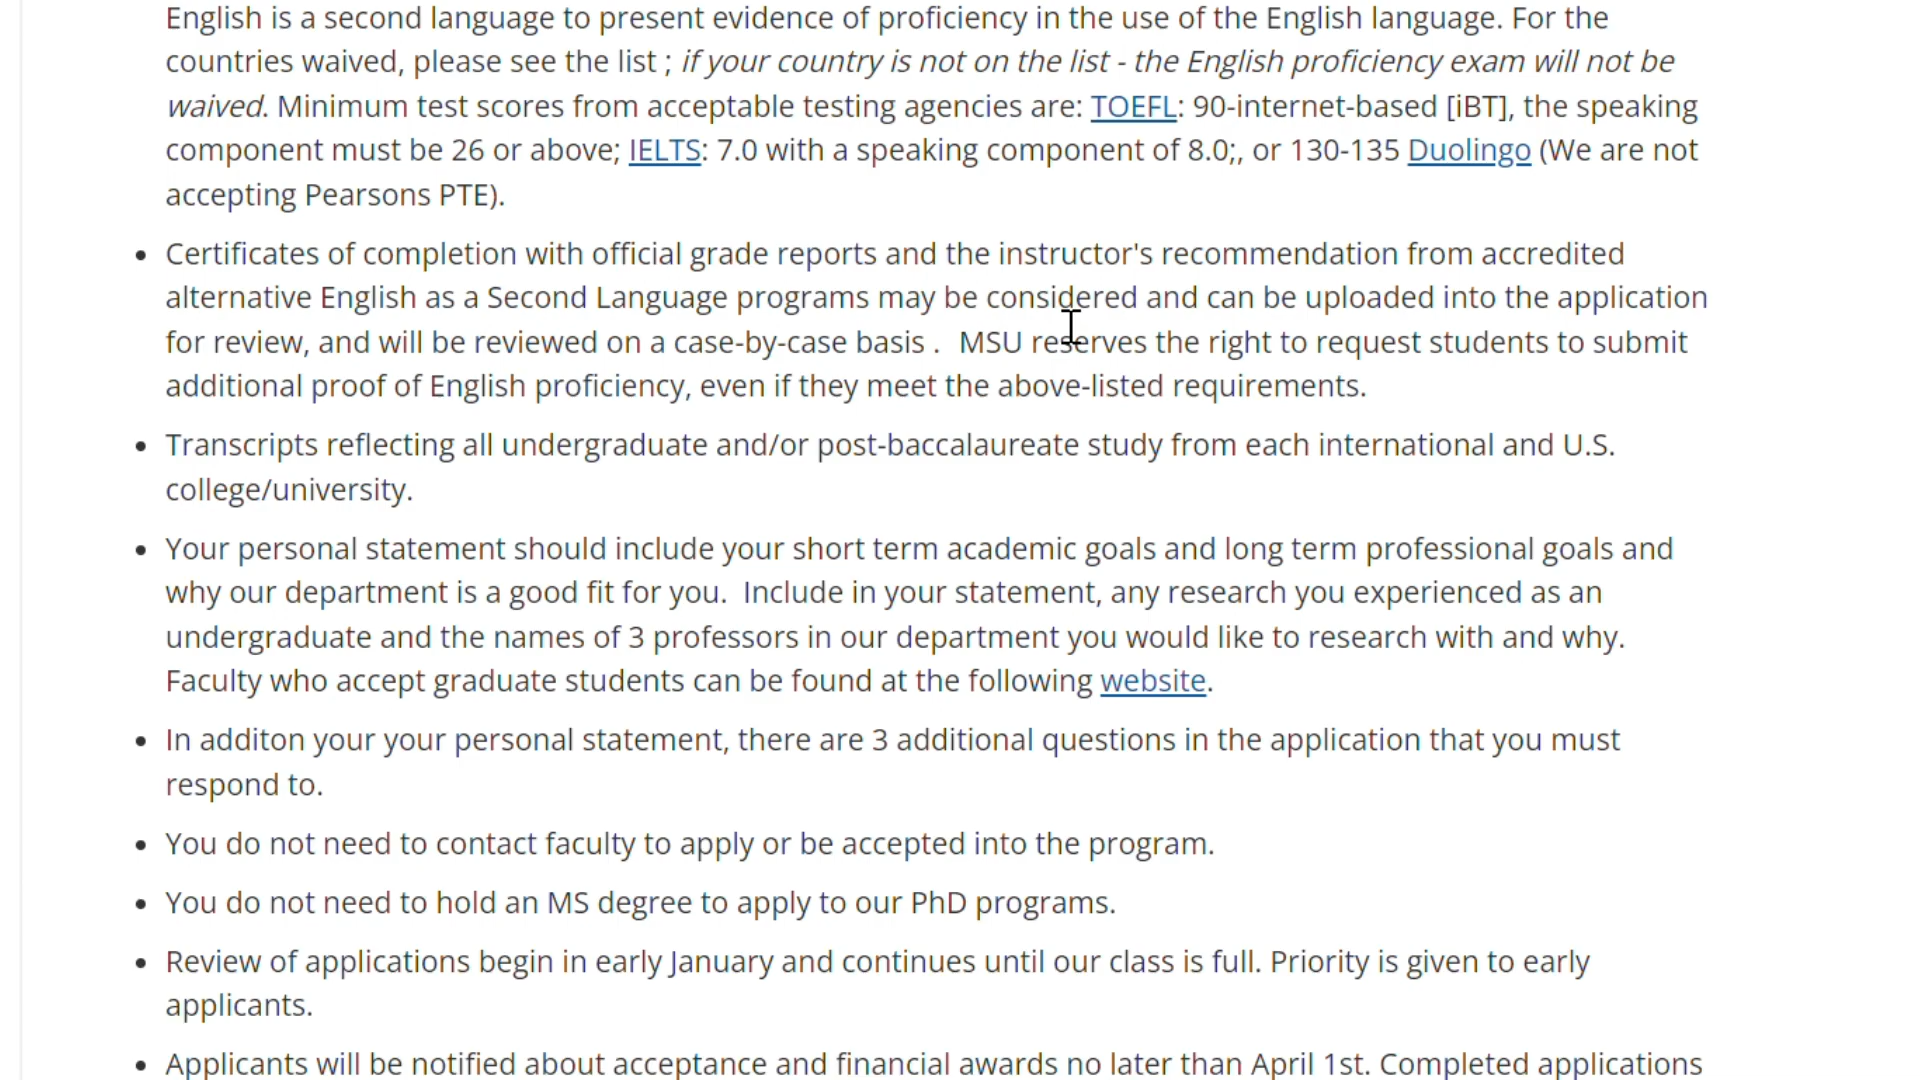 English is a second language to present evidence of proficiency in the use of the English language. For the
countries waived, please see the list ; if your country is not on the list - the English proficiency exam will not be
waived. Minimum test scores from acceptable testing agencies are: TOEFL: 90-internet-based [iBT], the speaking
component must be 26 or above; IELTS: 7.0 with a speaking component of 8.0;, or 130-135 Duolingo (We are not
accepting Pearsons PTE).
• Certificates of completion with official grade reports and the instructor's recommendation from accredited
alternative English as a Second Language programs may be considered and can be uploaded into the application
for review, and will be reviewed on a case-by-case basis .  MSU reserves the right to request students to submit
additional proof of English proficiency, even if they meet the above-listed requirements.
• Transcripts reflecting all undergraduate and/or post-baccalaureate study from each international and U.S.
college/university.
• Your personal statement should include your short term academic goals and long term professional goals and
why our department is a good fit for you.  Include in your statement, any research you experienced as an
undergraduate and the names of 3 professors in our department you would like to research with and why.
Faculty who accept graduate students can be found at the following website.
• In additon your your personal statement, there are 3 additional questions in the application that you must
respond to.
• You do not need to contact faculty to apply or be accepted into the program.
• You do not need to hold an MS degree to apply to our PhD programs.
• Review of applications begin in early January and continues until our class is full. Priority is given to early
applicants.
• Applicants will be notified about acceptance and financial awards no later than April 1st. Completed applications